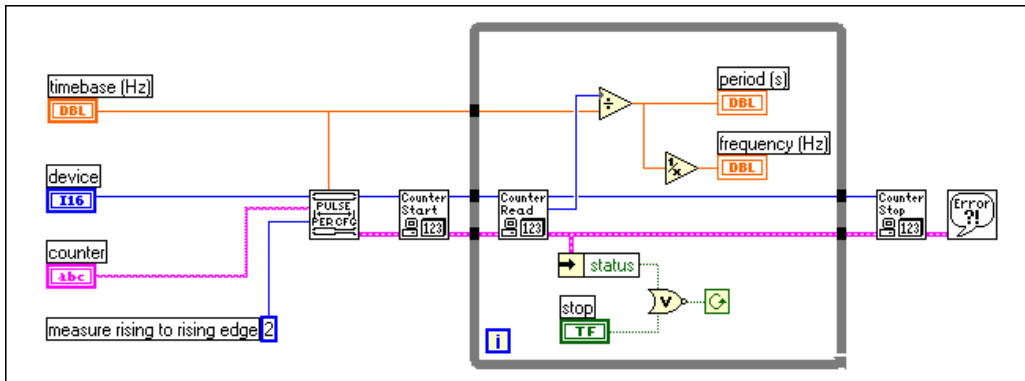 timebase (Hz)
DBL
device
I16
counter
abc
measure rising to rising edge 2
PULSE
PER CFG
Counter
Start
123
Counter
Read
123
÷
period (s)
DBL
1/x
frequency (Hz)
DBL
status
stop
TF
V
i
Counter
Stop
123
Error
?!